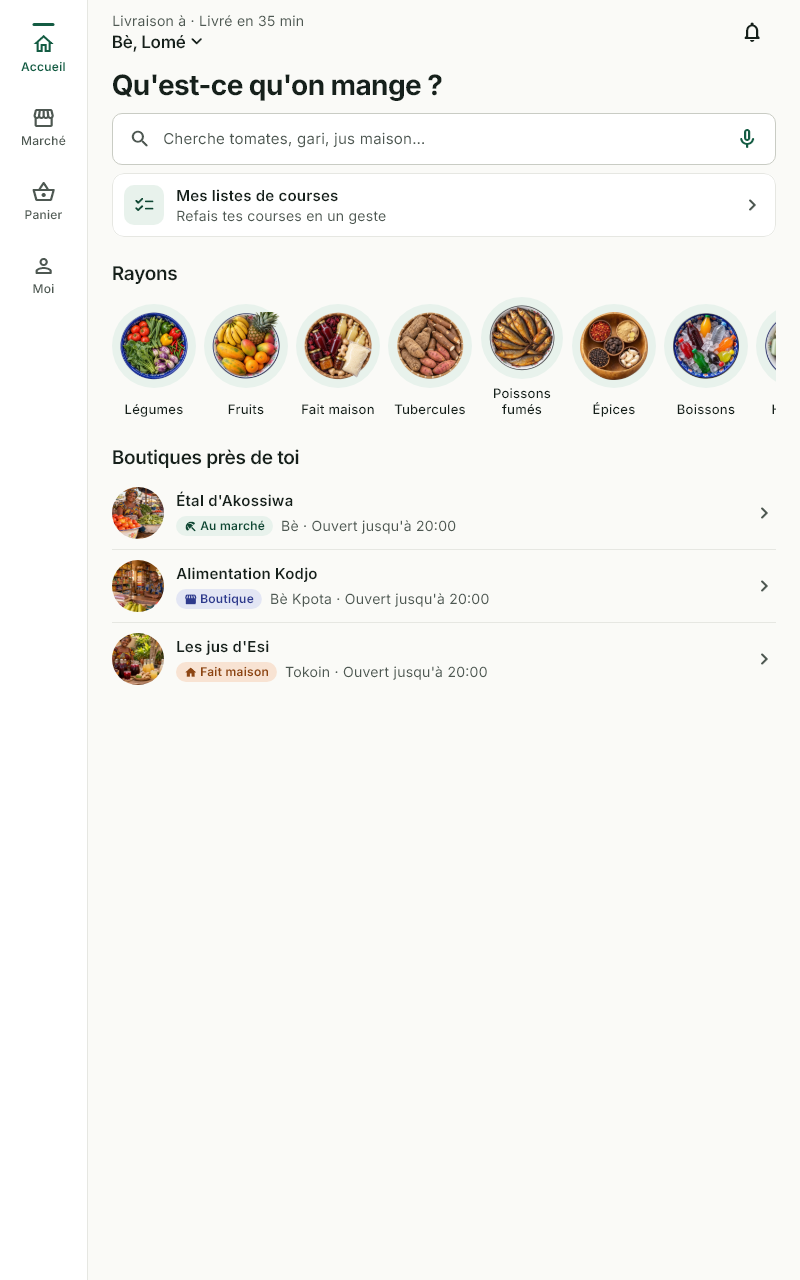 Accueil
Marché
Panier
Moi
Livraison à · Livré en 35 min
Bè, Lomé
Qu'est-ce qu'on mange ?
Cherche tomates, gari, jus maison...
Mes listes de courses
Refais tes courses en un geste
Rayons
Légumes
Fruits
Fait maison
Tubercules
Poissons
fumés
Épices
Boissons
Boutiques près de toi
Étal d'Akossiwa
Au marché Bè · Ouvert jusqu'à 20:00
Alimentation Kodjo
Boutique Bè Kpota · Ouvert jusqu'à 20:00
Les jus d'Esi
Fait maison Tokoin · Ouvert jusqu'à 20:00